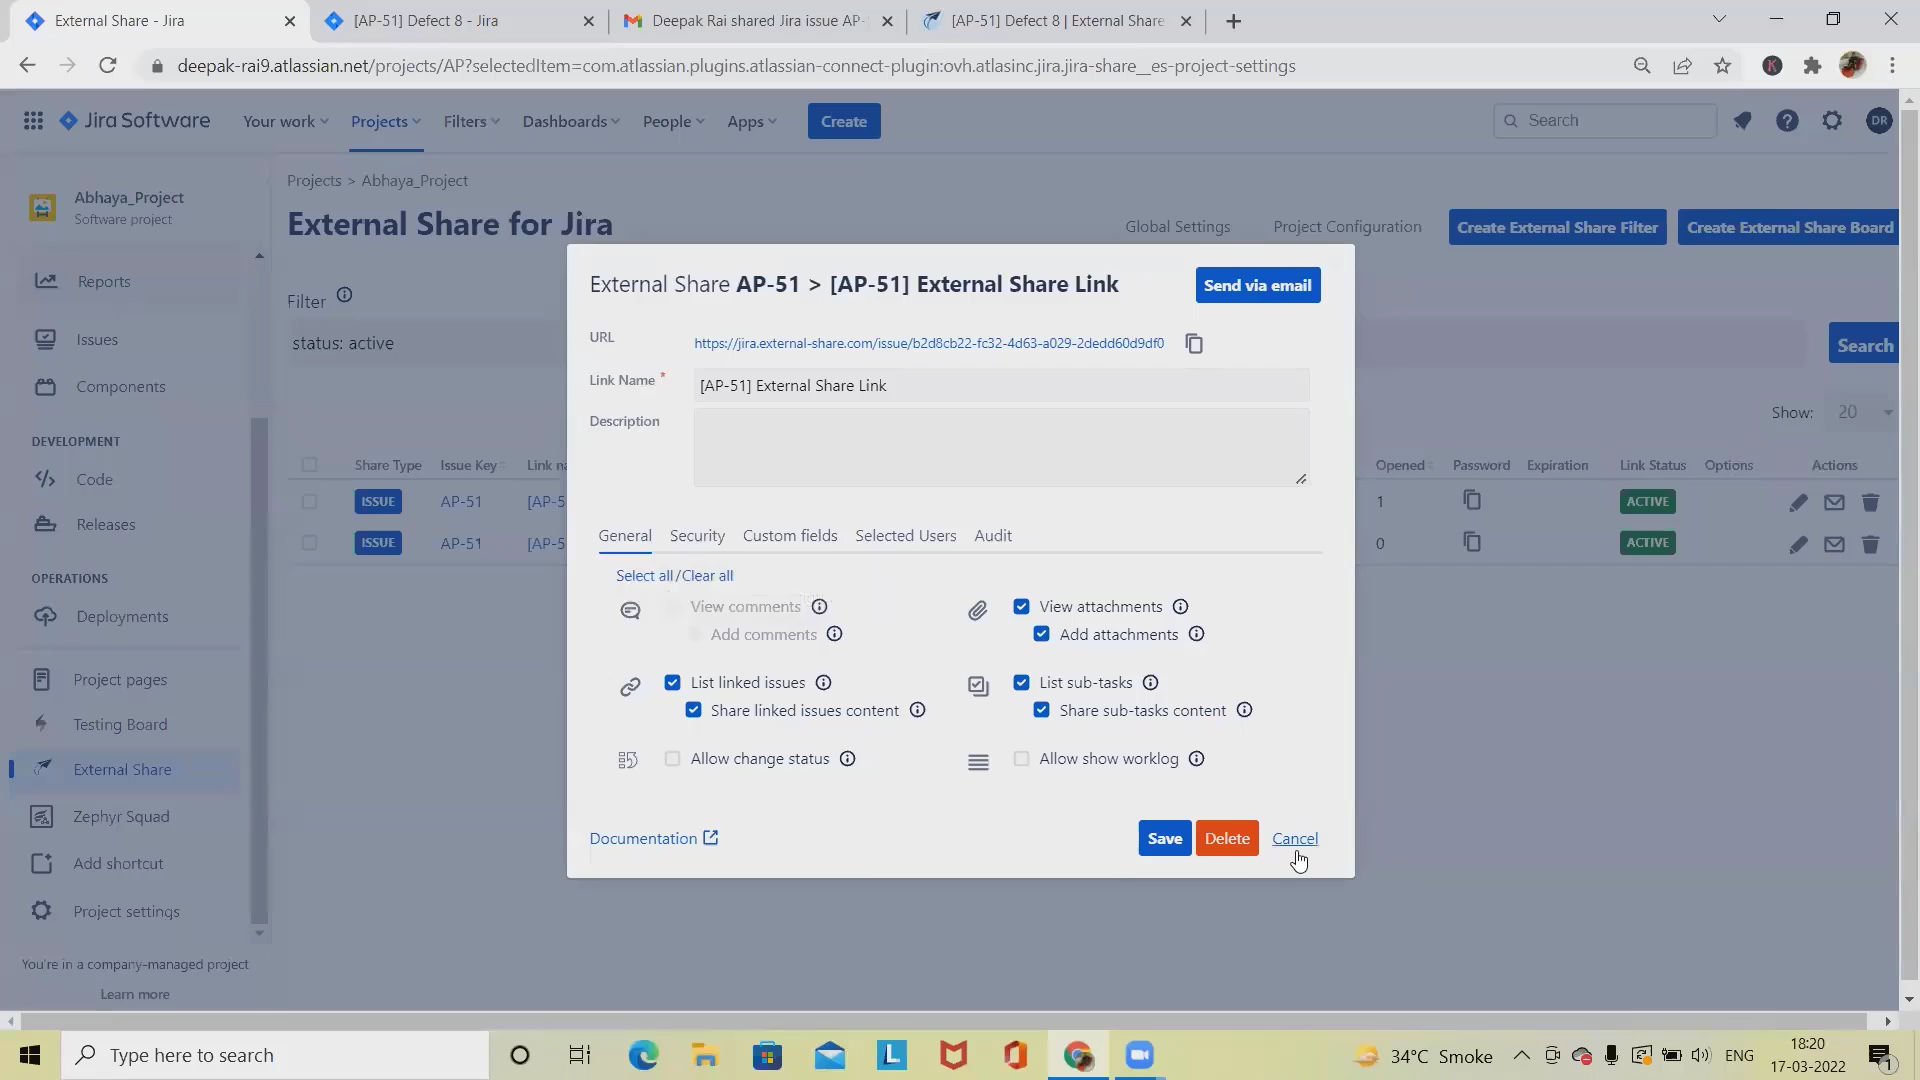 External Share - Jira
[AP-51] Defect 8 - Jira
Deepak Rai shared Jira issue AP-
[AP-51] Defect 8 | External Share
deepak-rai9.atlassian.net/projects/AP?selectedItem=com.atlassian.plugins.atlassian-connect-plugin:ovh.atlasinc.jira.jira-share__es-project-settings
K
Jira Software
Your work
Projects
Filters
Dashboards
People
Apps
Create
Search
DR
Abhaya_Project
Software project
Projects > Abhaya_Project
External Share for Jira
Global Settings
Project Configuration
Create External Share Filter
Create External Share Board
Reports
Issues
Components
DEVELOPMENT
Code
Releases
OPERATIONS
Deployments
Project pages
Testing Board
External Share
Zephyr Squad
Add shortcut
Project settings
You're in a company-managed project
Learn more
Filter
status: active
Search
Show: 20
Share Type Issue Key Link na Opened Password Expiration Link Status Options Actions
ISSUE AP-51 [AP-5 1 ACTIVE
ISSUE AP-51 [AP-5 0 ACTIVE
External Share AP-51 > [AP-51] External Share Link
Send via email
URL
https://jira.external-share.com/issue/b2d8cb22-fc32-4d63-a029-2dedd60d9df0
Link Name *
[AP-51] External Share Link
Description
General Security Custom fields Selected Users Audit
Select all/Clear all
View comments
Add comments
View attachments
Add attachments
List linked issues
Share linked issues content
List sub-tasks
Share sub-tasks content
Allow change status
Allow show worklog
Documentation
Save
Delete
Cancel
Type here to search
L
34°C Smoke
ENG
18:20
17-03-2022
1